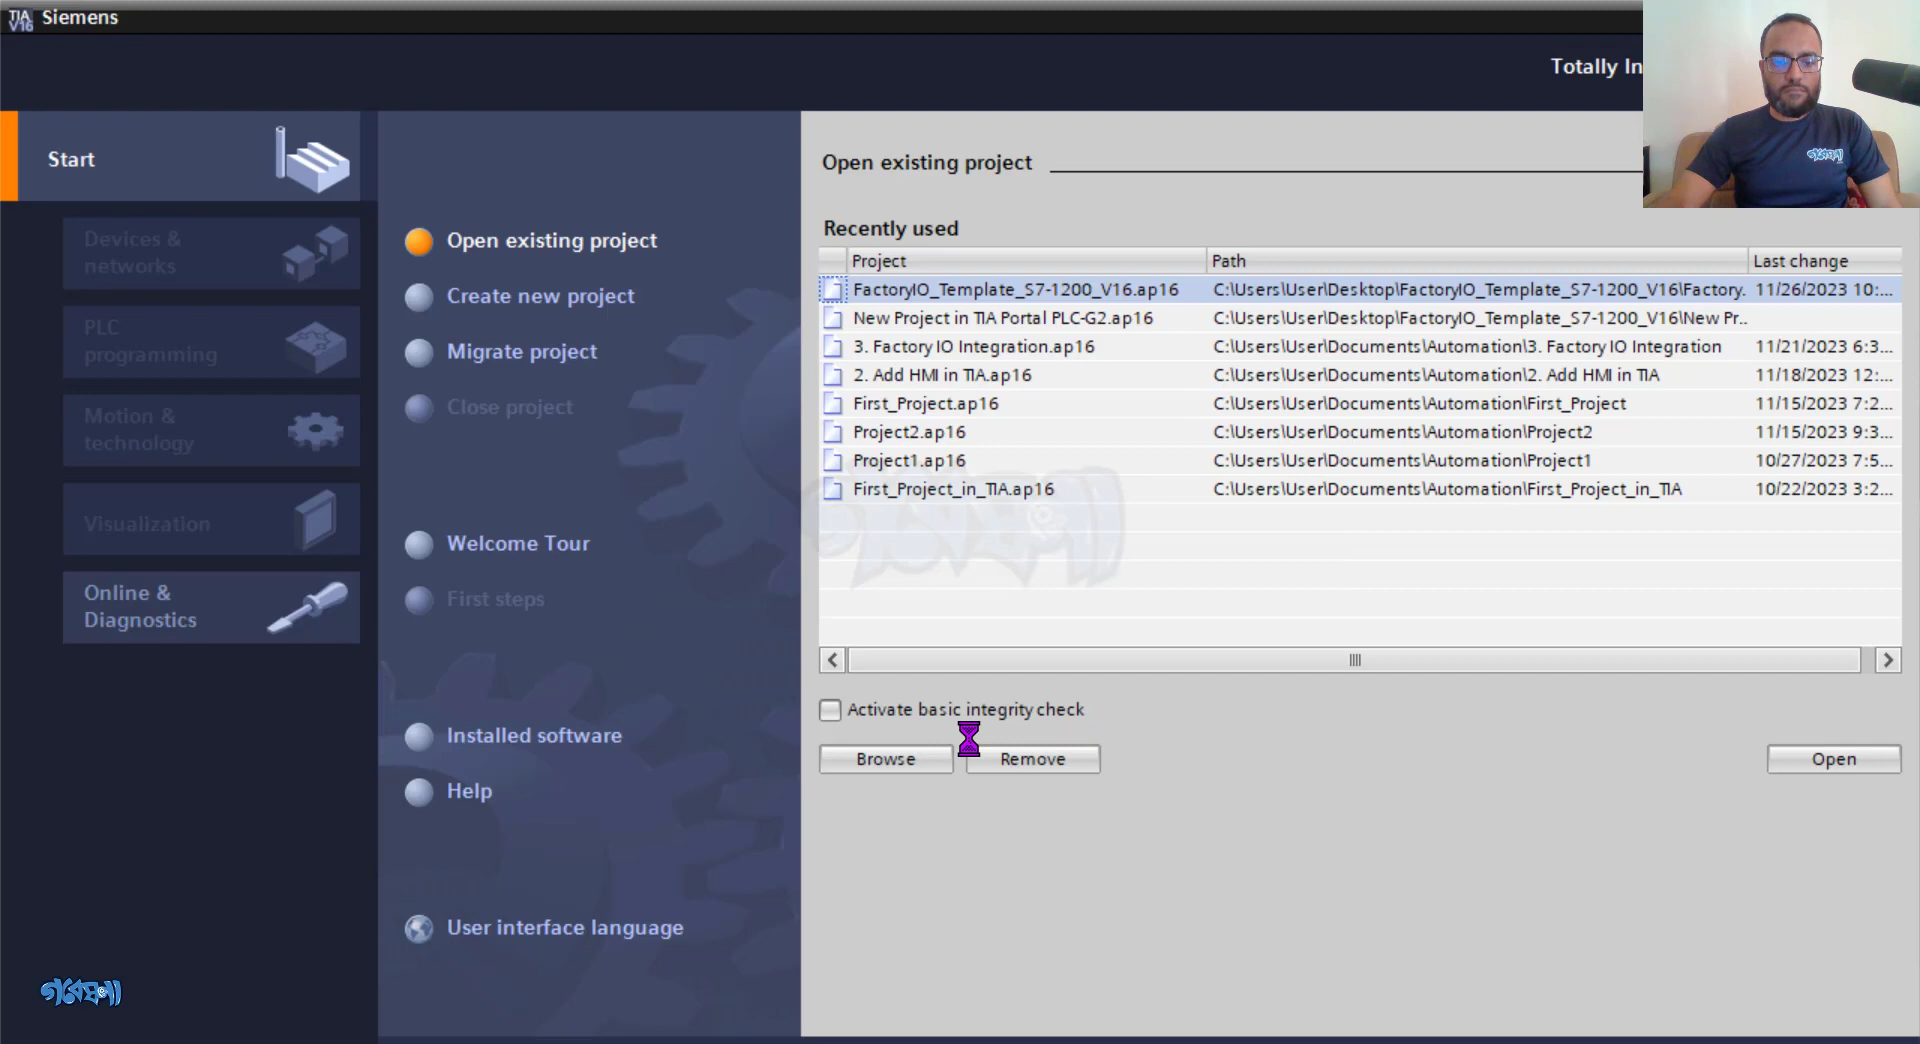 TIA
V16
Siemens
Totally In
Start
Devices &
networks
PLC
programming
Motion &
technology
Visualization
Online &
Diagnostics
Open existing project
Create new project
Migrate project
Close project
Welcome Tour
First steps
Installed software
Help
User interface language
Open existing project
Recently used
Project Path Last change
FactoryIO_Template_S7-1200_V16.ap16 C:\Users\User\Desktop\FactoryIO_Template_S7-1200_V16\Factory. 11/26/2023 10:...
New Project in TIA Portal PLC-G2.ap16 C:\Users\User\Desktop\FactoryIO_Template_S7-1200_V16\New Pr..
3. Factory IO Integration.ap16 C:\Users\User\Documents\Automation\3. Factory IO Integration 11/21/2023 6:3...
2. Add HMI in TIA.ap16 C:\Users\User\Documents\Automation\2. Add HMI in TIA 11/18/2023 12:...
First_Project.ap16 C:\Users\User\Documents\Automation\First_Project 11/15/2023 7:2...
Project2.ap16 C:\Users\User\Documents\Automation\Project2 11/15/2023 9:3...
Project1.ap16 C:\Users\User\Documents\Automation\Project1 10/27/2023 7:5...
First_Project_in_TIA.ap16 C:\Users\User\Documents\Automation\First_Project_in_TIA 10/22/2023 3:2...
Activate basic integrity check
Browse
Remove
Open
গবেষণা
গবেষণা
গবেষণা